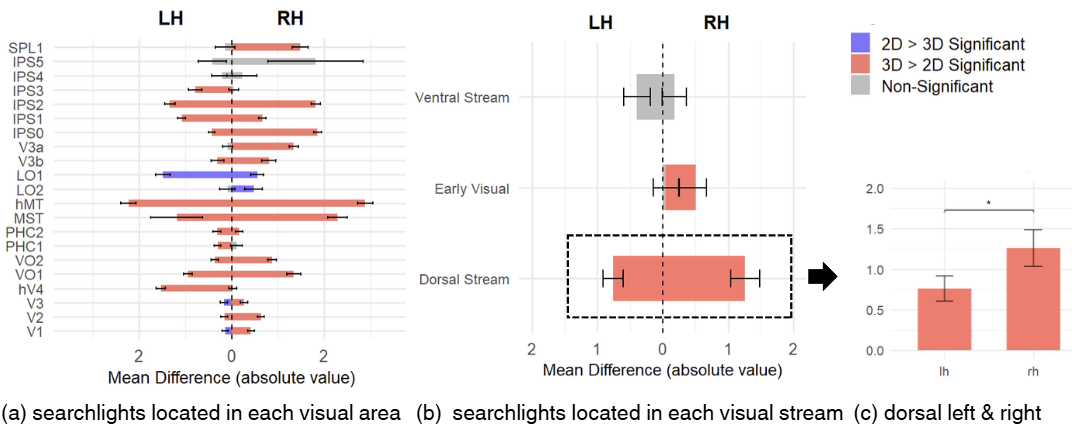 LH RH
SPL1
IPS5
IPS4
IPS3
IPS2
IPS1
IPS0
V3a
V3b
LO1
LO2
hMT
MST
PHC2
PHC1
VO2
VO1
hV4
V3
V2
V1
2 0 2
Mean Difference (absolute value)
(a) searchlights located in each visual area
LH RH
Ventral Stream
Early Visual
Dorsal Stream
2 1 0 1 2
Mean Difference (absolute value)
(b) searchlights located in each visual stream
2D > 3D Significant
3D > 2D Significant
Non-Significant
2.0
1.5
1.0
0.5
0.0
*
lh rh
(c) dorsal left & right